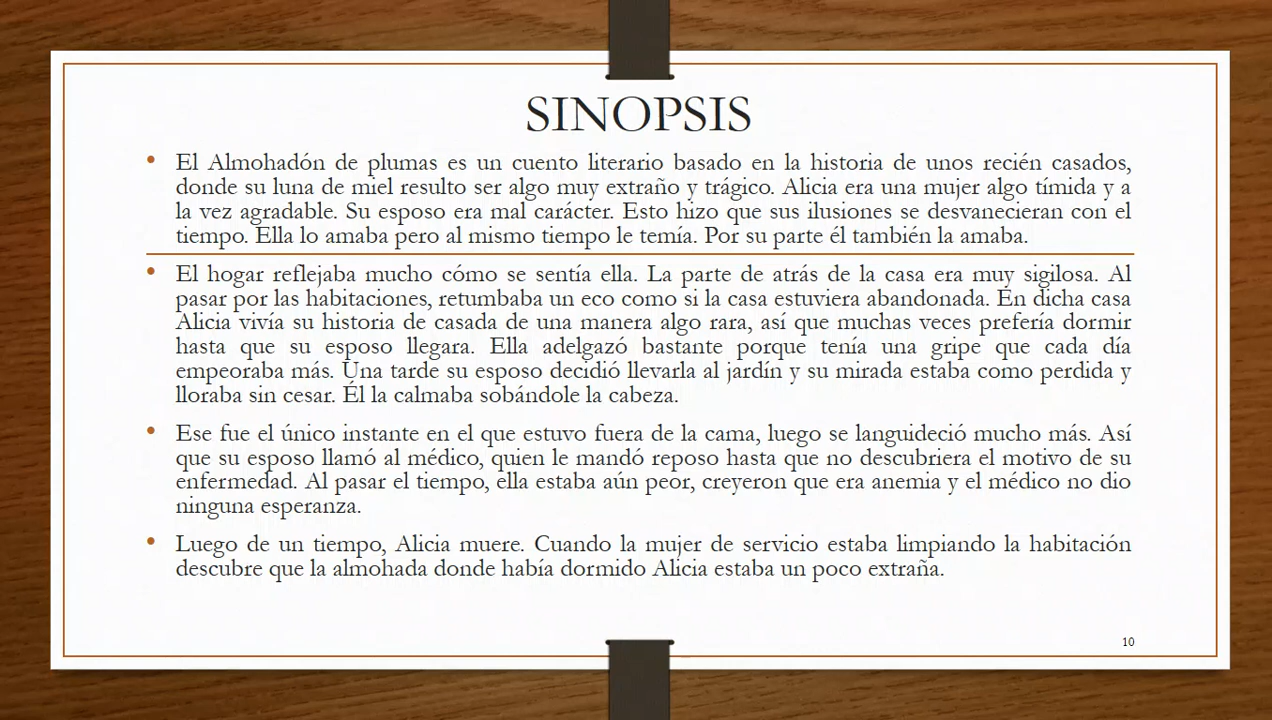 SINOPSIS
• El Almohadón de plumas es un cuento literario basado en la historia de unos recién casados,
donde su luna de miel resulto ser algo muy extraño y trágico. Alicia era una mujer algo tímida y a
la vez agradable. Su esposo era mal carácter. Esto hizo que sus ilusiones se desvanecieran con el
tiempo. Ella lo amaba pero al mismo tiempo le temía. Por su parte él también la amaba.
• El hogar reflejaba mucho cómo se sentía ella. La parte de atrás de la casa era muy sigilosa. Al
pasar por las habitaciones, retumbaba un eco como si la casa estuviera abandonada. En dicha casa
Alicia vivía su historia de casada de una manera algo rara, así que muchas veces prefería dormir
hasta que su esposo llegara. Ella adelgazó bastante porque tenía una gripe que cada día
empeoraba más. Una tarde su esposo decidió llevarla al jardín y su mirada estaba como perdida y
lloraba sin cesar. Él la calmaba sobándole la cabeza.
• Ese fue el único instante en el que estuvo fuera de la cama, luego se languideció mucho más. Así
que su esposo llamó al médico, quien le mandó reposo hasta que no descubriera el motivo de su
enfermedad. Al pasar el tiempo, ella estaba aún peor, creyeron que era anemia y el médico no dio
ninguna esperanza.
• Luego de un tiempo, Alicia muere. Cuando la mujer de servicio estaba limpiando la habitación
descubre que la almohada donde había dormido Alicia estaba un poco extraña.
10